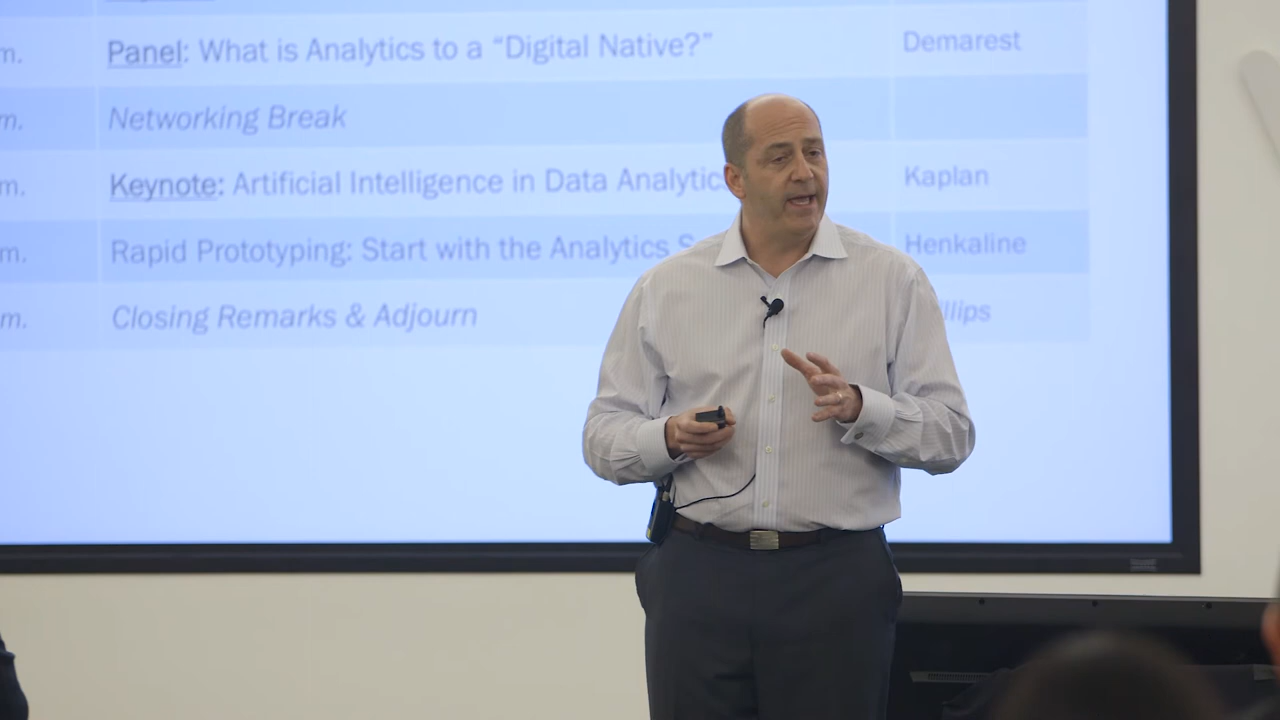 m. Panel: What is Analytics to a “Digital Native?” Demarest
m. Networking Break
m. Keynote: Artificial Intelligence in Data Analytic Kaplan
Rapid Prototyping: Start with the Analytics S Henkaline
m. Closing Remarks & Adjourn llips